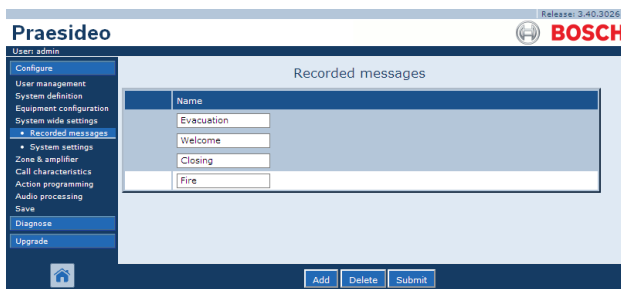 Release: 3.40.3026
Praesideo
BOSCH
User: admin
Configure
User management
System definition
Equipment configuration
System wide settings
• Recorded messages
• System settings
Zone & amplifier
Call characteristics
Action programming
Audio processing
Save
Diagnose
Upgrade
Recorded messages
Name
Evacuation
Welcome
Closing
Fire
Add Delete Submit